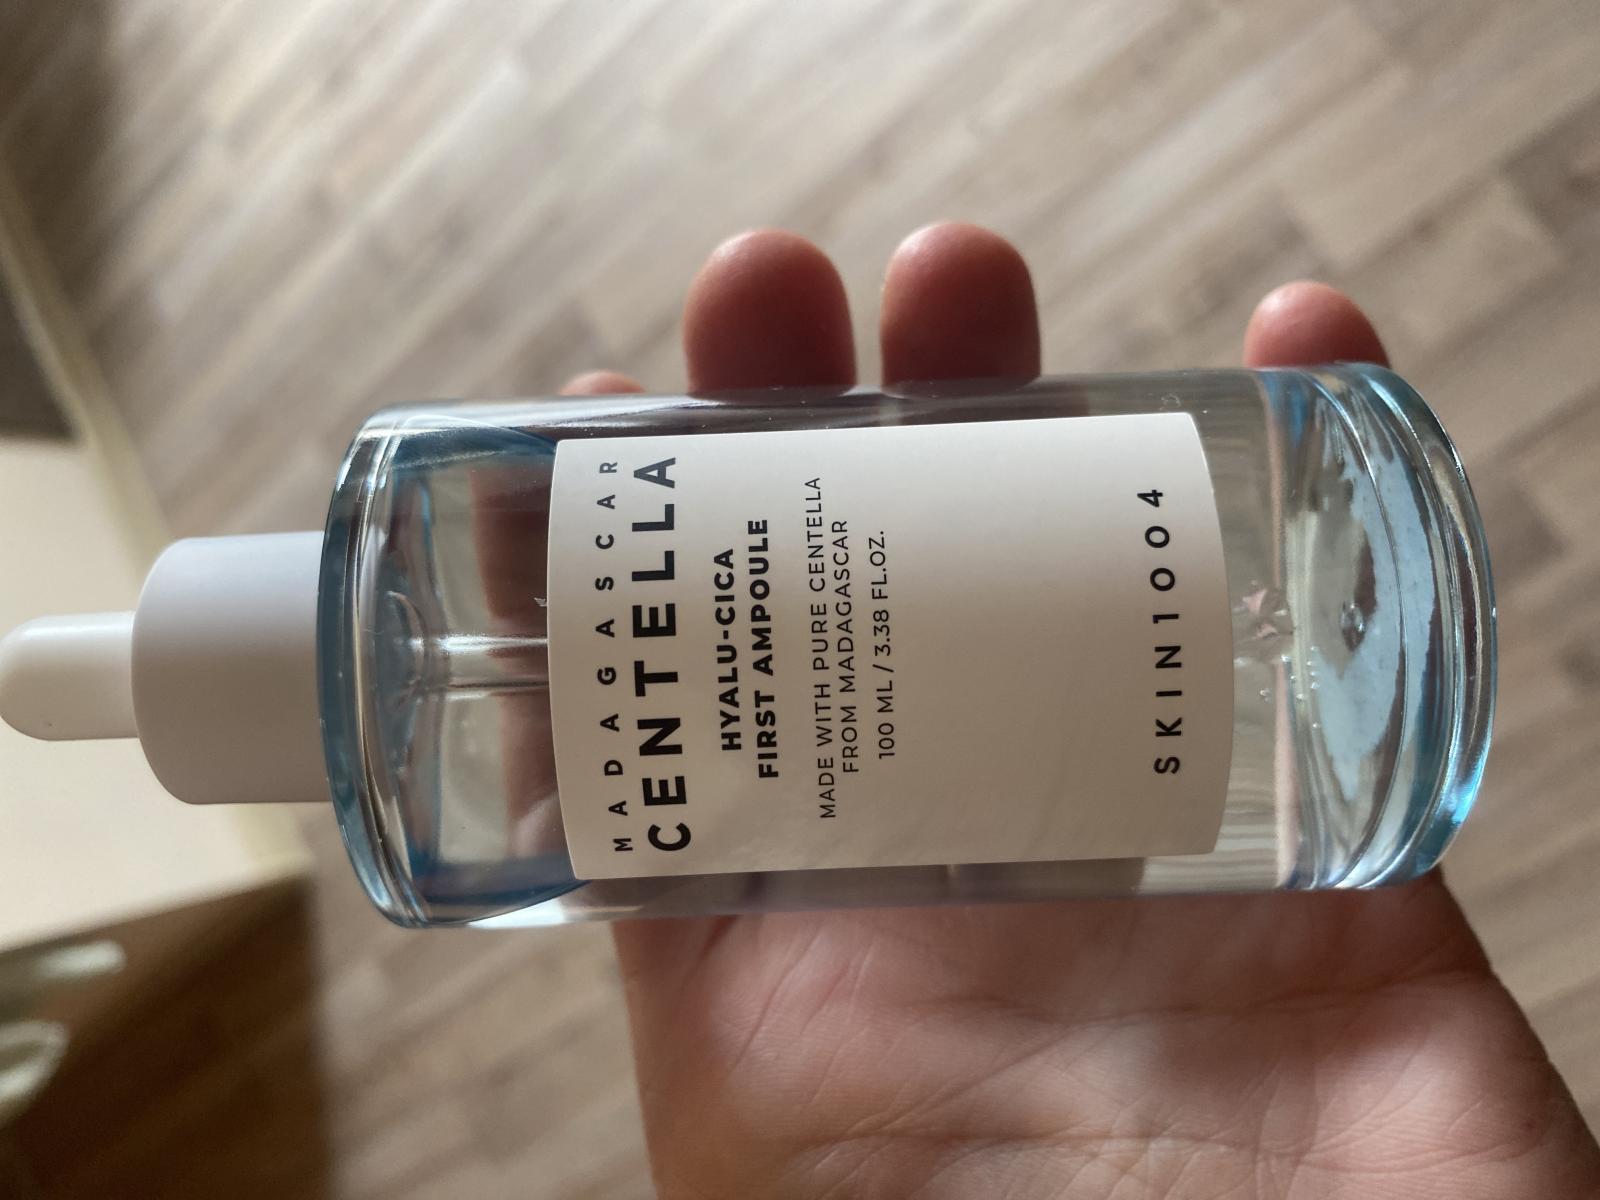 MADAGASCAR
CENTELLA
HYALU-CICA
FIRST AMPOULE
MADE WITH PURE CENTELLA
FROM MADAGASCAR
100 ML / 3.38 FL.OZ.
SKIN1004